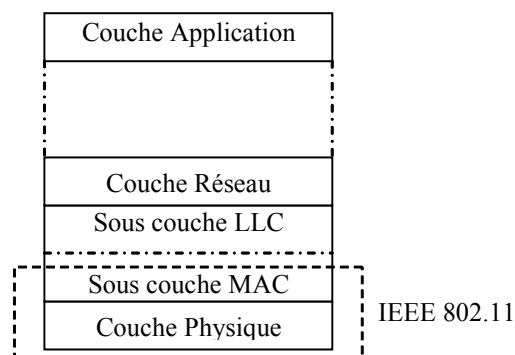 Couche Application
Couche Réseau
Sous couche LLC
Sous couche MAC
Couche Physique
IEEE 802.11